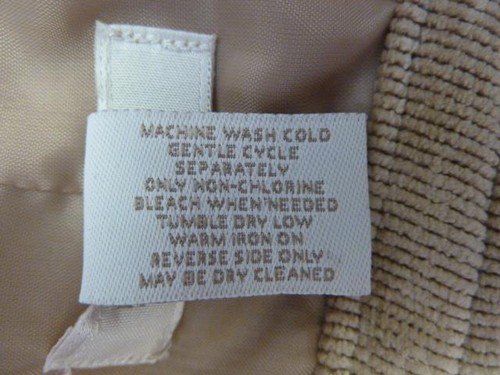 MACHINE WASH COLD
GENTLE CYCLE
SEPARATELY
ONLY NON-CHLORINE
BLEACH WHEN NEEDED
TUMBLE DRY LOW
WARM IRON ON
REVERSE SIDE ONLY
MAY BE DRY CLEANED